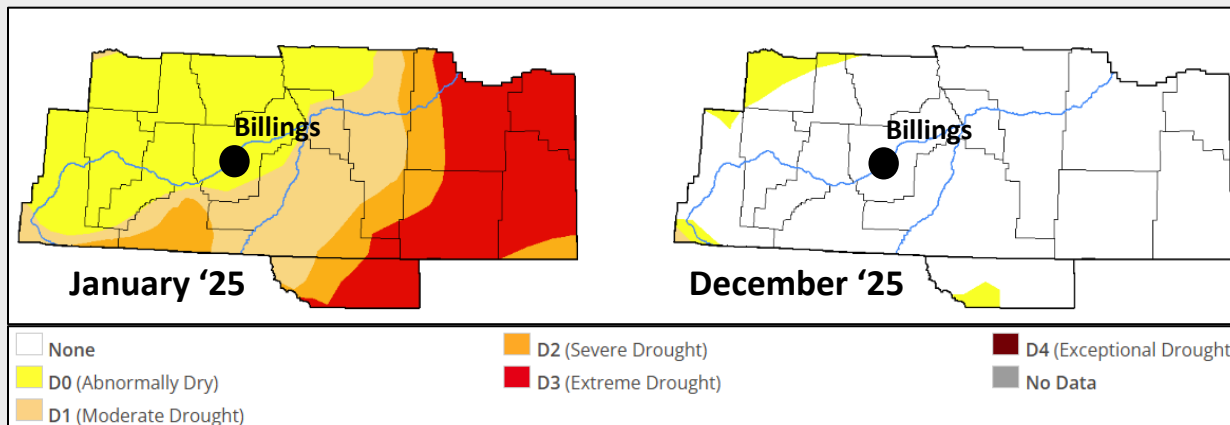 Billings
January ‘25
Billings
December ‘25
None
D0 (Abnormally Dry)
D1 (Moderate Drought)
D2 (Severe Drought)
D3 (Extreme Drought)
D4 (Exceptional Drought
No Data